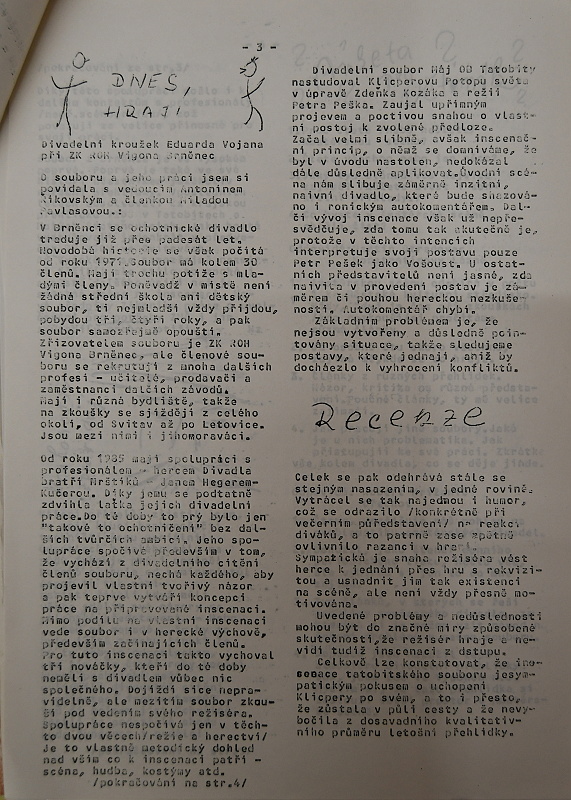 - 3 -
DNES,
HRAJÍ
Divadelní kroužek Eduarda Vojana
při ZK ROH Vigona Brněnec
O souboru a jeho práci jsem si
povídala s vedoucím Antonínem
Zikovským a členkou Miladou
Pavlasovou.:
V Brněnci se ochotnické divadlo
traduje již přes padesát let.
Novodobá historie se však počítá
od roku 1971. Soubor má kolem 30
členů. Mají trochu potíže s mla-
dými členy. Poněvadž v místě není
žádná střední škola ani dětský
soubor, ti nejmladší vždy přijdou,
pobydou tři, čtyři roky, a pak
soubor samozřejmě opouští.
Zřizovatelem souboru je ZK ROH
Vigona Brněnec, ale členové sou-
boru se rekrutují z mnoha dalších
profesí - učitelé, prodavači a
zaměstnanci dalších závodů.
Mají i různá bydliště, takže
na zkoušky se sjíždějí z celého
okolí, od Svitav až po Letovice.
Jsou mezi nimi i jihomoraváci.
Od roku 1985 mají spolupráci s
profesionálem - hercem Divadla
bratří Mrštíků - Janem Hegerem-
Kučerou. Díky jemu se podstatně
zdvihla laťka jejich divadelní
práce.Do té doby to prý bylo jen
"takové to ochotničení" bez dal-
ších tvůrčích ambicí. Jeho spo-
lupráce spočívá především v tom,
že vychází z divadelního cítění
členů souboru, nechá každého, aby
projevil vlastní tvořivý názor
a pak teprve vytváří koncepci
práce na připravované inscenaci.
Mimo podílu na vlastní inscenaci
vede soubor i v herecké výchově,
především začínajících členů.
Pro tuto inscenaci takto vychoval
tři nováčky, kteří do té doby
neměli s divadlem vůbec nic
společného. Dojíždí sice nepra-
videlně, ale mezitím soubor zkou-
ší pod vedením svého režiséra.
Spolupráce nespočívá jen v těch-
to dvou věcech/režie a herectví/
Je to vlastně metodický dohled
nad vším co k inscenaci patří -
scéna, hudba, kostýmy atd.
/pokračování na str.4/
Divadelní soubor Máj OB Tatobity
nastudoval Klicperovu Potopu světa
v úpravě Zdeňka Kozáka a režii
Petra Peška. Zaujal upřímným
projevem a poctivou snahou o vlast-
ní postoj k zvolené předloze.
Začal velmi slibně, avšak inscenač-
ní princip, o němž se domníváme, že
byl v úvodu nastolen, nedokázal
dále důsledně aplikovat.Úvodní scé-
na nám slibuje záměrně inzitní,
naivní divadlo, které bude shazová-
no i ronickým autokomentářem. Dal-
čí vývoj inscenace však už nepře-
svědčuje, zda tomu tak skutečně je,
protože v těchto intencích
interpretuje svoji postavu pouze
Petr Pešek jako Vošoust. U ostat-
ních představitelů není jasné, zda
naivita v provedení postav je zá-
měrem či pouhou hereckou nezkuše-
ností. Autokomentář chybí.
Základním problémem je, že
nejsou vytvořeny a důsledně poin-
továny situace, takže sledujeme
postavy, které jednají, aniž by
docházelo k vyhrocení konfliktů.
Recenze
Celek se pak odehrává stále se
stejným nasazením, v jedné rovině.
Vytrácel se tak najednou i humor,
což se odrazilo /konkrétně při
večerním půředstavení/ na reakci
diváků, a to patrně zase zpětně
ovlivnilo razanci v hraní.
Sympatická je snaha režiséra vést
herce k jednání přes hru s rekvizi-
tou a usnadnit jim tak existenci
na scéně, ale není vždy přesně mo-
tivována.
Uvedené problémy a nedůslednosti
mohou být do značné míry způsobené
skutečností,že režisér hraje a ne-
vidí tudíž inscenaci z odstupu.
Celkově lze konstatovat, že ins-
cenace tatobitského souboru jesym-
patickým pokusem o uchopení
Klicpery po svém, a to i přesto,
že zůstala v půli cesty a že nevy-
bočila z dosavadního kvalitativ-
ního průměru letošní přehlídky.